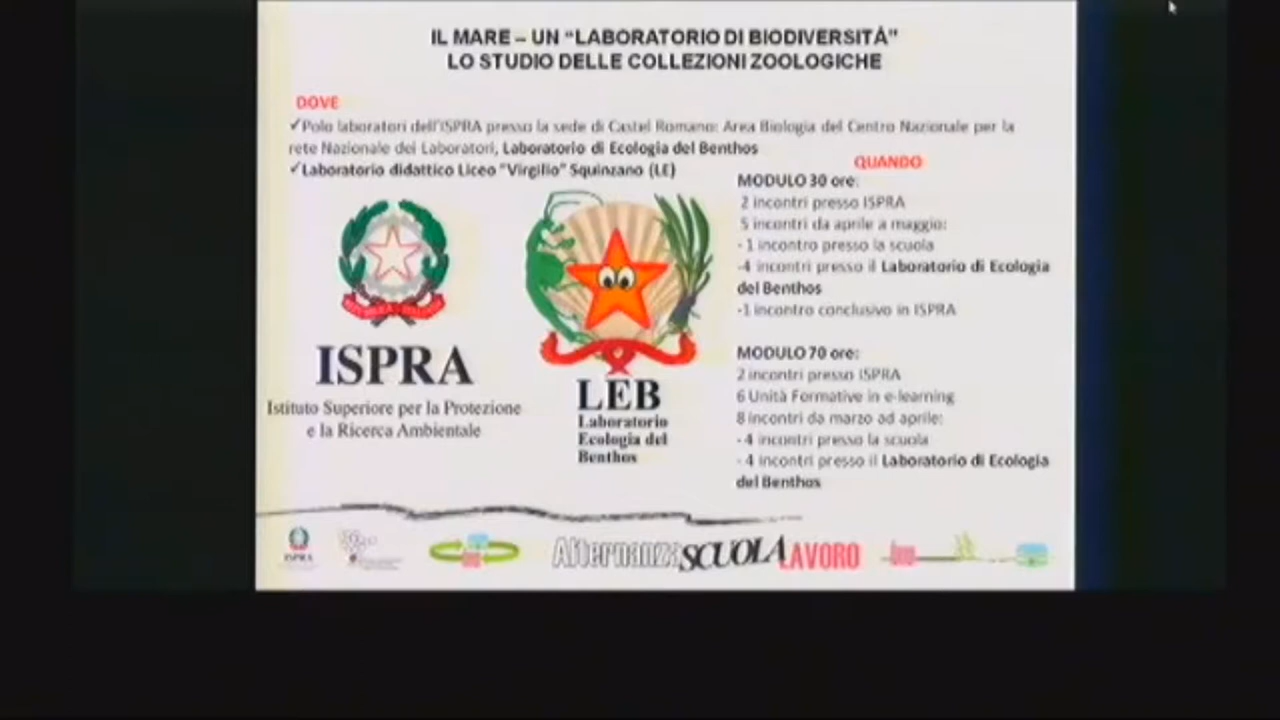 IL MARE – UN “LABORATORIO DI BIODIVERSITÀ”
LO STUDIO DELLE COLLEZIONI ZOOLOGICHE
DOVE
✓Polo laboratori dell'ISPRA presso la sede di Castel Romano: Area Biologia del Centro Nazionale per la
rete Nazionale dei Laboratori, Laboratorio di Ecologia del Benthos
✓Laboratorio didattico Liceo “Virgilio” Squinzano (LE)
ISPRA
Istituto Superiore per la Protezione
e la Ricerca Ambientale
LEB
Laboratorio
Ecologia del
Benthos
QUANDO
MODULO 30 ore:
2 incontri presso ISPRA
5 incontri da aprile a maggio:
- 1 incontro presso la scuola
-4 incontri presso il Laboratorio di Ecologia
del Benthos
-1 incontro conclusivo in ISPRA
MODULO 70 ore:
2 incontri presso ISPRA
6 Unità Formative in e-learning
8 incontri da marzo ad aprile:
- 4 incontri presso la scuola
- 4 incontri presso il Laboratorio di Ecologia
del Benthos
ISPRA
Alternanza SCUOLA LAVORO